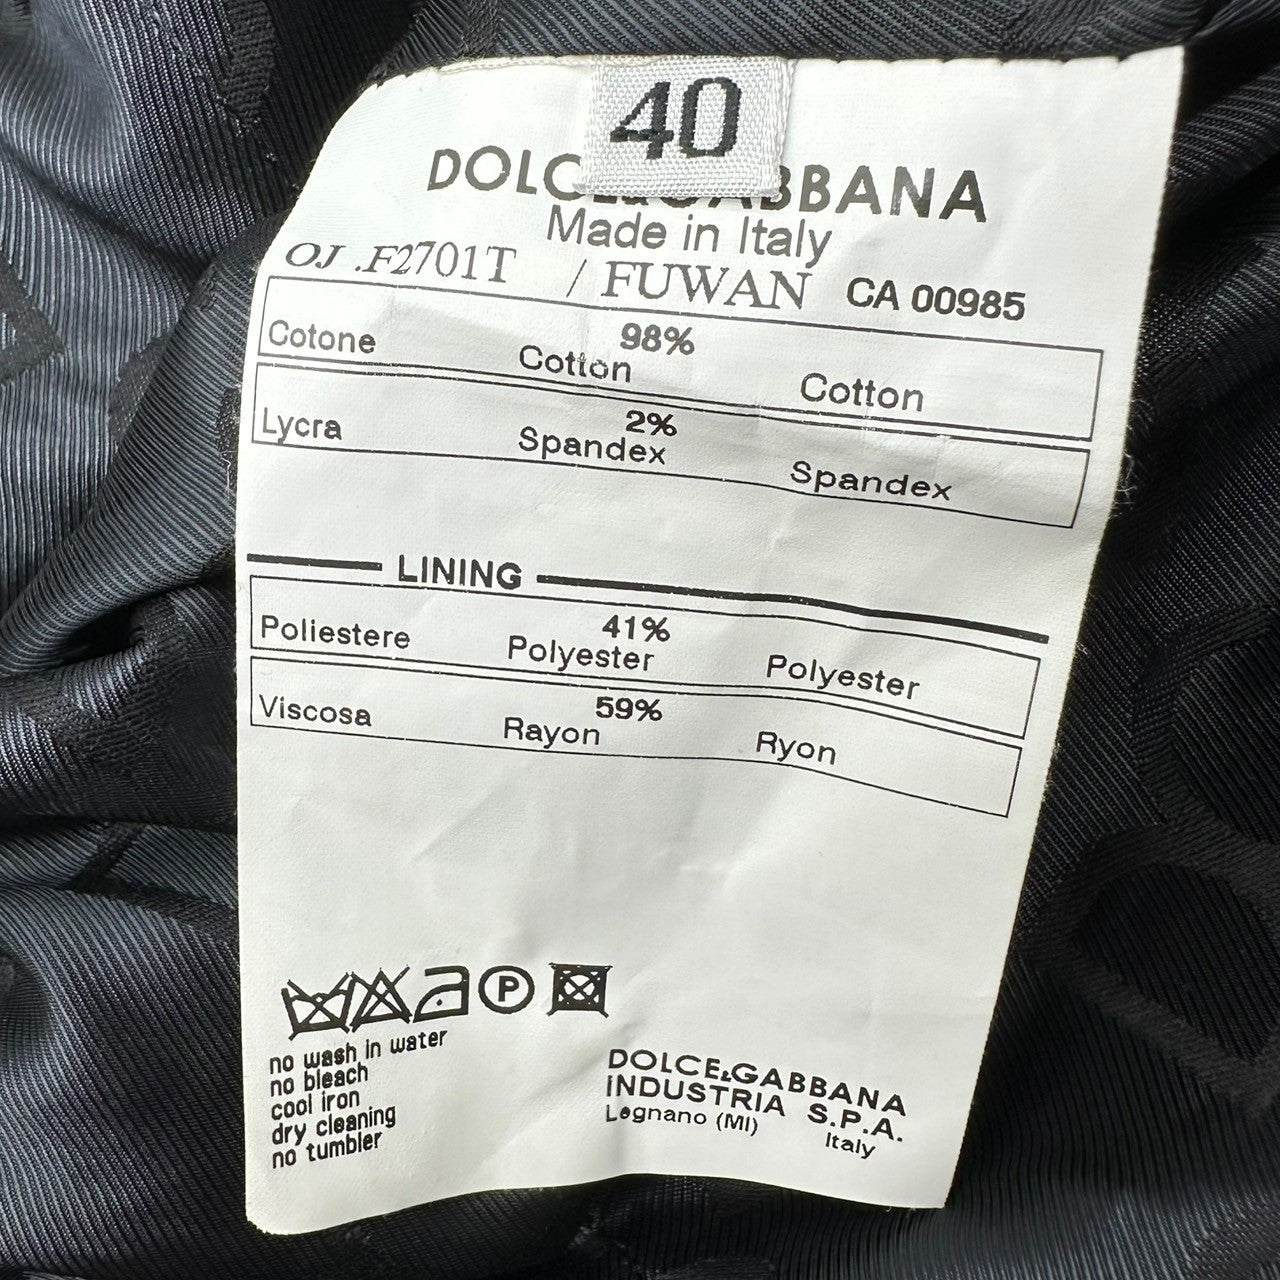 40
DOLCE&GABBANA
Made in Italy
OJ .F2701T / FUWAN CA 00985
Cotone 98% Cotton Cotton
Lycra 2% Spandex Spandex
LINING
Poliestere 41% Polyester Polyester
Viscosa 59% Rayon Ryon
P
no wash in water
no bleach
cool iron
dry cleaning
no tumbler
DOLCE&GABBANA
INDUSTRIA S.P.A.
Legnano (MI) Italy